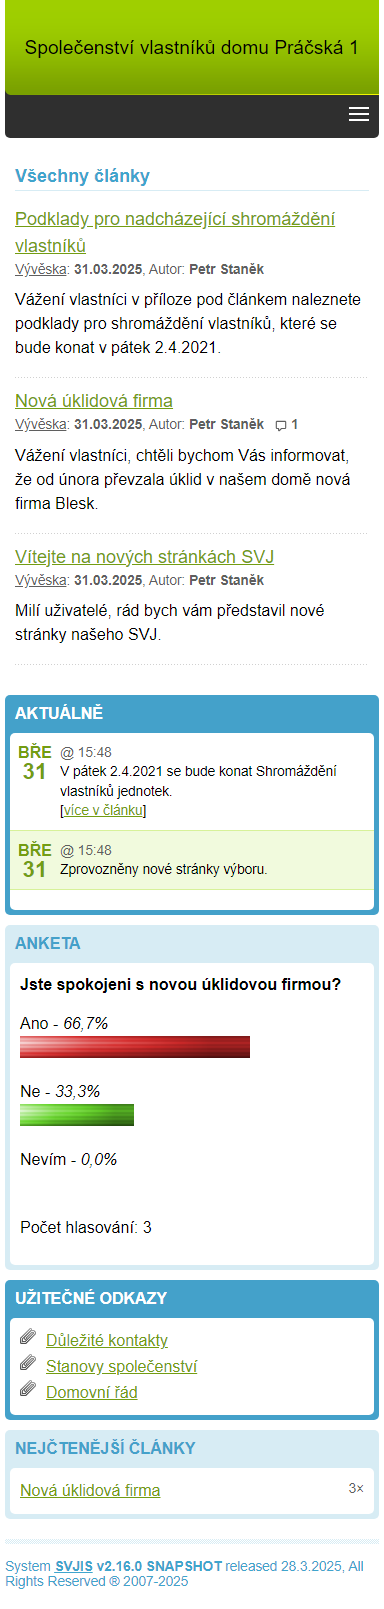 Společenství vlastníků domu Práčská 1
Všechny články
Podklady pro nadcházející shromáždění
vlastníků
Vývěska: 31.03.2025, Autor: Petr Staněk
Vážení vlastníci v příloze pod článkem naleznete
podklady pro shromáždění vlastníků, které se
bude konat v pátek 2.4.2021.
Nová úklidová firma
Vývěska: 31.03.2025, Autor: Petr Staněk 1
Vážení vlastníci, chtěli bychom Vás informovat,
že od února převzala úklid v našem domě nová
firma Blesk.
Vítejte na nových stránkách SVJ
Vývěska: 31.03.2025, Autor: Petr Staněk
Milí uživatelé, rád bych vám představil nové
stránky našeho SVJ.
AKTUÁLNĚ
BŘE @ 15:48
31 V pátek 2.4.2021 se bude konat Shromáždění
vlastníků jednotek.
[více v článku]
BŘE @ 15:48
31 Zprovozněny nové stránky výboru.
ANKETA
Jste spokojeni s novou úklidovou firmou?
Ano - 66,7%
Ne - 33,3%
Nevím - 0,0%
Počet hlasování: 3
UŽITEČNÉ ODKAZY
Důležité kontakty
Stanovy společenství
Domovní řád
NEJČTENĚJŠÍ ČLÁNKY
Nová úklidová firma 3×
System SVJIS v2.16.0 SNAPSHOT released 28.3.2025, All
Rights Reserved ® 2007-2025